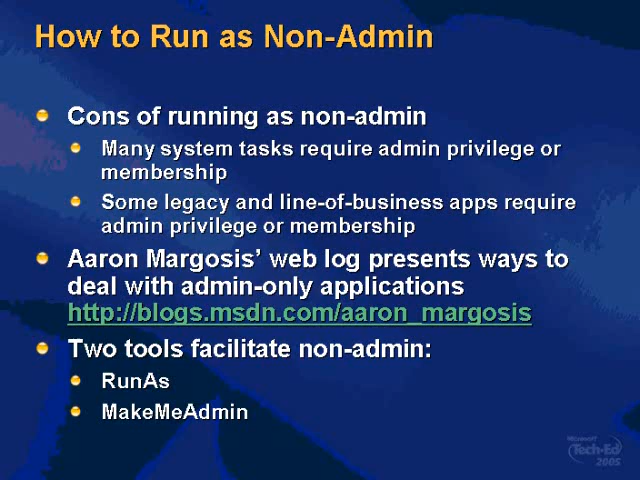 How to Run as Non-Admin
Cons of running as non-admin
Many system tasks require admin privilege or
membership
Some legacy and line-of-business apps require
admin privilege or membership
Aaron Margosis’ web log presents ways to
deal with admin-only applications
http://blogs.msdn.com/aaron_margosis
Two tools facilitate non-admin:
RunAs
MakeMeAdmin
Microsoft
Tech·Ed
2005